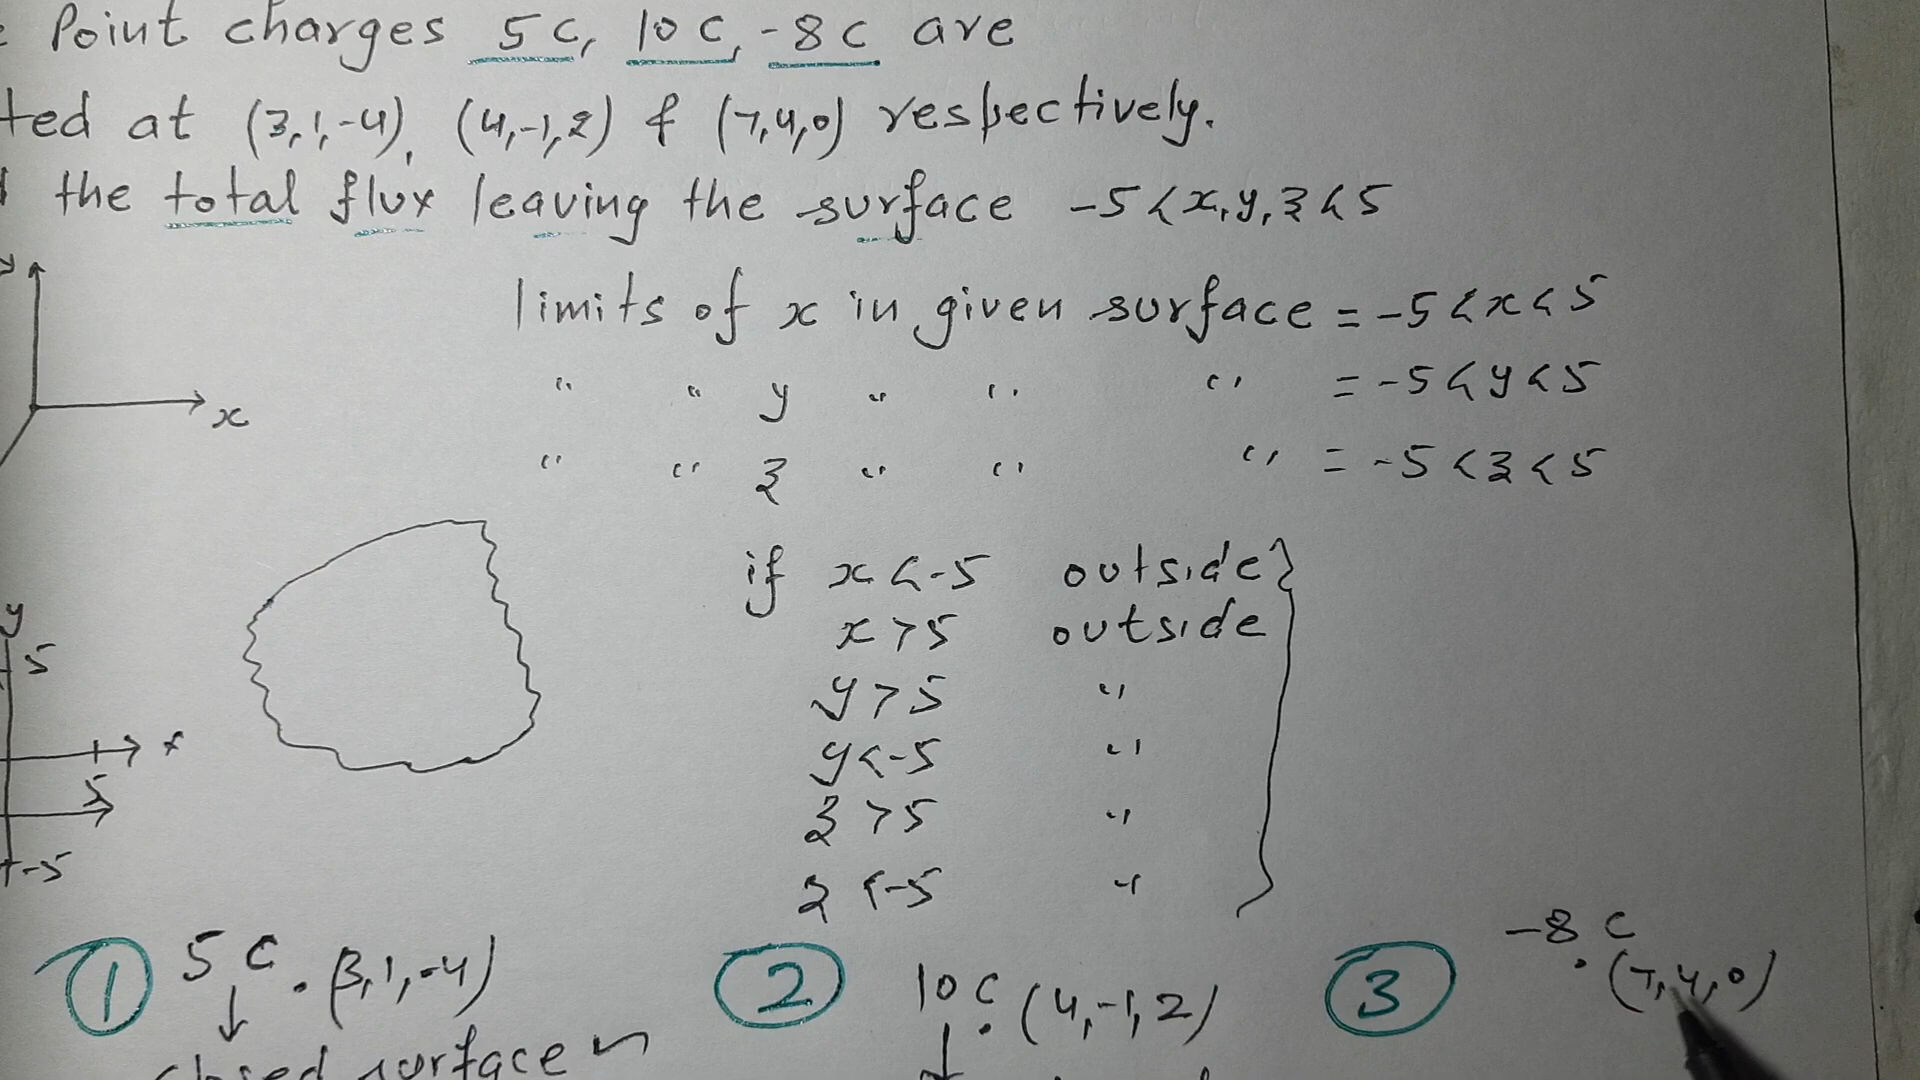 Point charges 5C, 10C, -8C are
ted at (3,1,-4), (4,-1,2) & (7,4,0) respectively.
the total flux leaving the surface -5<x,y,z<5
limits of x in given surface = -5<x<5
" " y " " " = -5<y<5
" " z " " " = -5<z<5
if x<-5 outside}
x>5 outside
y>5 "
y<-5 "
z>5 "
z<-5 "
y
x
y
5
x
5
-5
① 5C . (3,1,-4)
② 10C . (4,-1,2)
③ -8C . (7,4,0)
closed surface